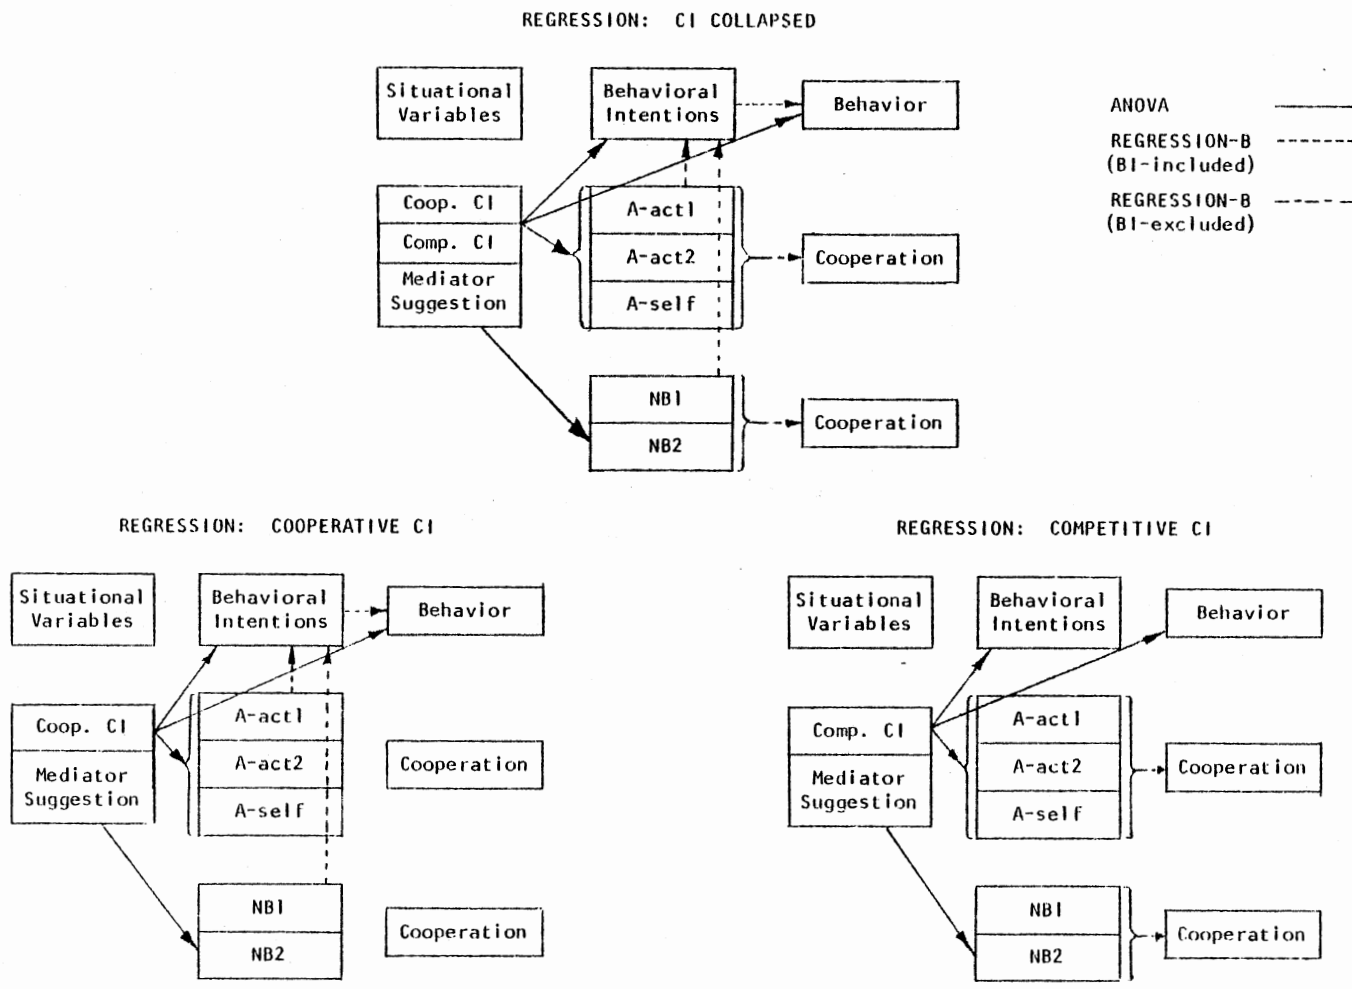 REGRESSION: CI COLLAPSED
Situational
Variables
Behavioral
Intentions
Behavior
ANOVA
REGRESSION-B
(BI-included)
REGRESSION-B
(BI-excluded)
Coop. CI
Comp. CI
Mediator
Suggestion
A-act1
A-act2
A-self
Cooperation
NB1
NB2
Cooperation
REGRESSION: COOPERATIVE CI
Situational
Variables
Behavioral
Intentions
Behavior
Coop. CI
Mediator
Suggestion
A-act1
A-act2
A-self
Cooperation
NB1
NB2
Cooperation
REGRESSION: COMPETITIVE CI
Situational
Variables
Behavioral
Intentions
Behavior
Comp. CI
Mediator
Suggestion
A-act1
A-act2
A-self
Cooperation
NB1
NB2
Cooperation